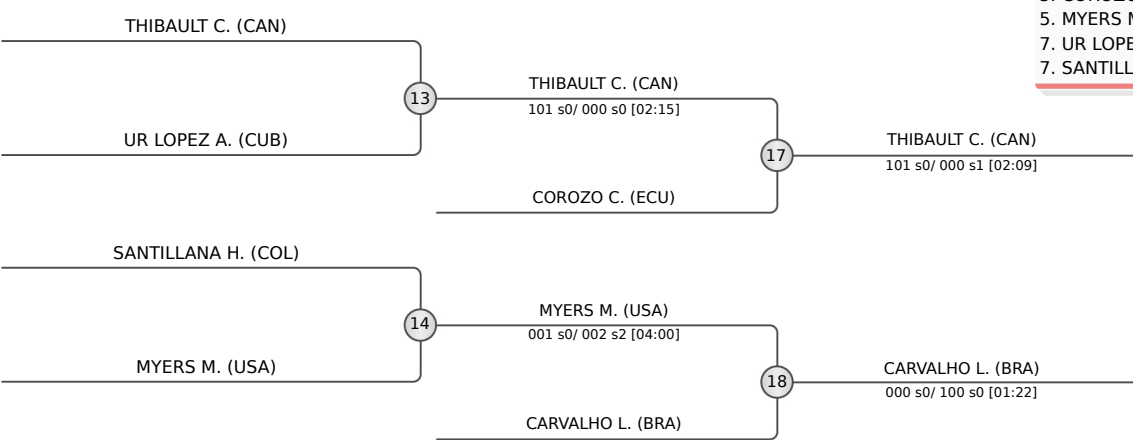 5. MYERS
7. UR
7.
THIBAULT C. (CAN)
UR LOPEZ A. (CUB)
13
THIBAULT C. (CAN)
101 s0/ 000 s0 [02:15]
COROZO C. (ECU)
17
THIBAULT C. (CAN)
101 s0/ 000 s1 [02:09]
SANTILLANA H. (COL)
MYERS M. (USA)
14
MYERS M. (USA)
001 s0/ 002 s2 [04:00]
CARVALHO L. (BRA)
18
CARVALHO L. (BRA)
000 s0/ 100 s0 [01:22]